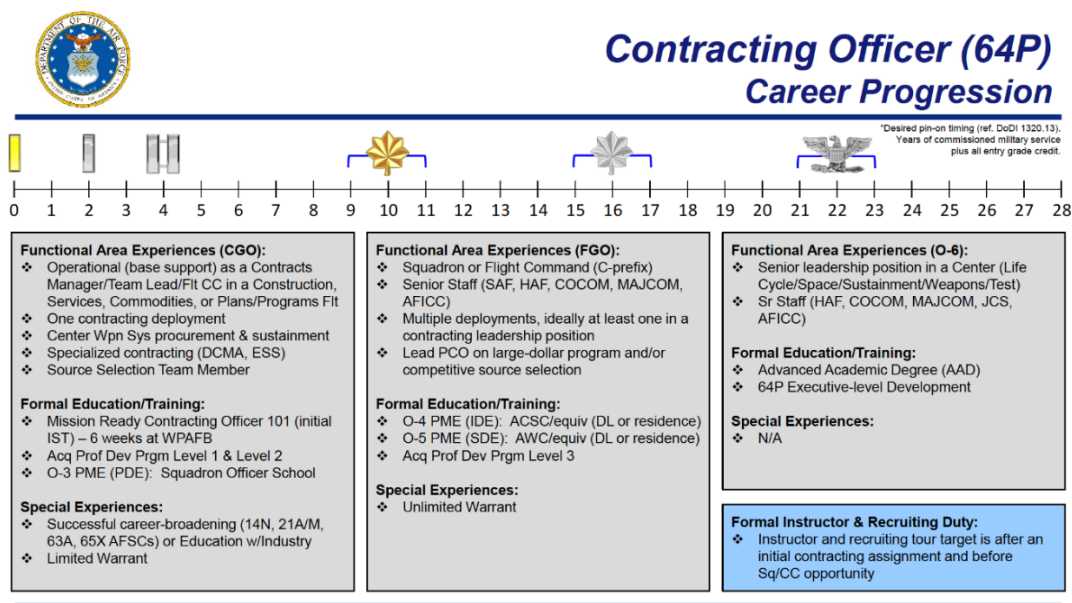 DEPARTMENT OF THE AIR FORCE
UNITED STATES OF AMERICA
Contracting Officer (64P)
Career Progression
*Desired pin-on timing (ref. DoDI 1320.13).
Years of commissioned military service
plus all entry grade credit.
0 1 2 3 4 5 6 7 8 9 10 11 12 13 14 15 16 17 18 19 20 21 22 23 24 25 26 27 28
Functional Area Experiences (CGO):
❖ Operational (base support) as a Contracts
Manager/Team Lead/Flt CC in a Construction,
Services, Commodities, or Plans/Programs Flt
❖ One contracting deployment
❖ Center Wpn Sys procurement & sustainment
❖ Specialized contracting (DCMA, ESS)
❖ Source Selection Team Member
Formal Education/Training:
❖ Mission Ready Contracting Officer 101 (initial
IST) – 6 weeks at WPAFB
❖ Acq Prof Dev Prgm Level 1 & Level 2
❖ O-3 PME (PDE): Squadron Officer School
Special Experiences:
❖ Successful career-broadening (14N, 21A/M,
63A, 65X AFSCs) or Education w/Industry
❖ Limited Warrant
Functional Area Experiences (FGO):
❖ Squadron or Flight Command (C-prefix)
❖ Senior Staff (SAF, HAF, COCOM, MAJCOM,
AFICC)
❖ Multiple deployments, ideally at least one in a
contracting leadership position
❖ Lead PCO on large-dollar program and/or
competitive source selection
Formal Education/Training:
❖ O-4 PME (IDE): ACSC/equiv (DL or residence)
❖ O-5 PME (SDE): AWC/equiv (DL or residence)
❖ Acq Prof Dev Prgm Level 3
Special Experiences:
❖ Unlimited Warrant
Functional Area Experiences (O-6):
❖ Senior leadership position in a Center (Life
Cycle/Space/Sustainment/Weapons/Test)
❖ Sr Staff (HAF, COCOM, MAJCOM, JCS,
AFICC)
Formal Education/Training:
❖ Advanced Academic Degree (AAD)
❖ 64P Executive-level Development
Special Experiences:
❖ N/A
Formal Instructor & Recruiting Duty:
❖ Instructor and recruiting tour target is after an
initial contracting assignment and before
Sq/CC opportunity